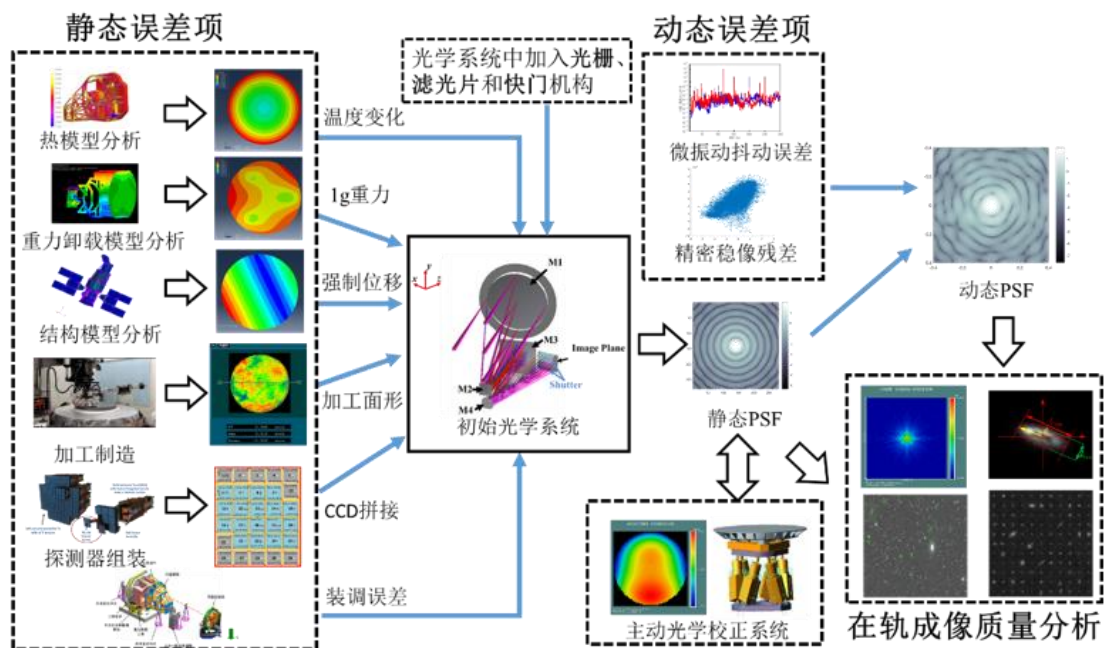 静态误差项
热模型分析
重力卸载模型分析
结构模型分析
加工制造
探测器组装
温度变化
1g重力
强制位移
加工面形
CCD拼接
装调误差
光学系统中加入光栅、
滤光片和快门机构
y
x
z
M1
M3
Image Plane
M2
Shutter
M4
初始光学系统
动态误差项
微振动抖动误差
精密稳像残差
静态PSF
主动光学校正系统
动态PSF
在轨成像质量分析